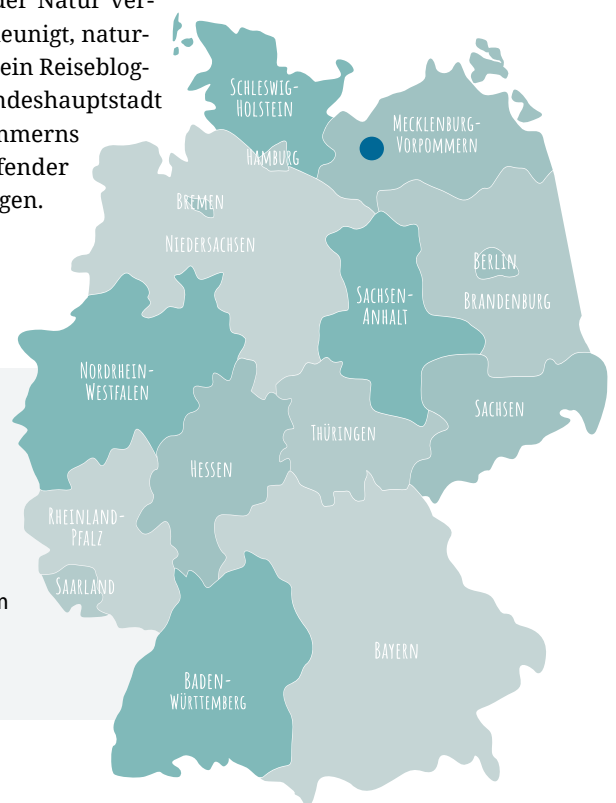 der Natur ver-
eunigt, natur-
ein Reiseblog-
ndeshauptstadt
mmerns
fender
gen.
SCHLESWIG-
HOLSTEIN
MECKLENBURG-
VORPOMMERN
HAMBURG
BREMEN
NIEDERSACHSEN
BERLIN
BRANDENBURG
SACHSEN-
ANHALT
NORDRHEIN-
WESTFALEN
SACHSEN
THÜRINGEN
HESSEN
RHEINLAND-
PFALZ
SAARLAND
n
BAYERN
BADEN-
WÜRTTEMBERG